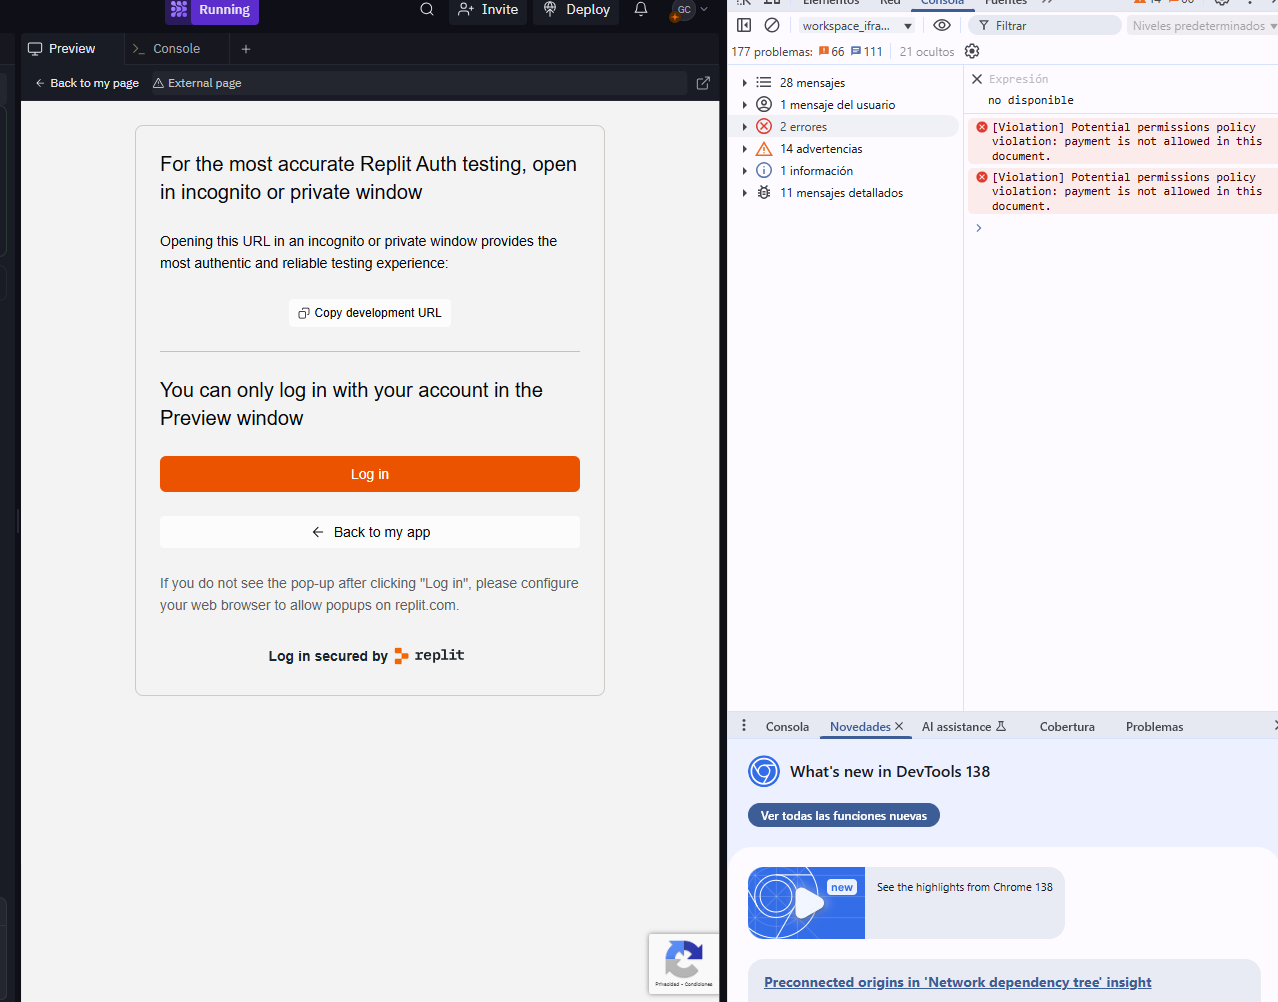 Running
Invite
Deploy
GC
Preview
Console
Back to my page
External page
For the most accurate Replit Auth testing, open
in incognito or private window
Opening this URL in an incognito or private window provides the
most authentic and reliable testing experience:
Copy development URL
You can only log in with your account in the
Preview window
Log in
Back to my app
If you do not see the pop-up after clicking "Log in", please configure
your web browser to allow popups on replit.com.
Log in secured by replit
Privacidad - Condiciones
Elementos
Red
Consola
Fuentes
14
66
workspace_ifra...
Filtrar
Niveles predeterminados
177 problemas: 66 111
21 ocultos
28 mensajes
1 mensaje del usuario
2 errores
14 advertencias
1 información
11 mensajes detallados
Expresión
no disponible
[Violation] Potential permissions policy
violation: payment is not allowed in this
document.
[Violation] Potential permissions policy
violation: payment is not allowed in this
document.
Consola
Novedades
AI assistance
Cobertura
Problemas
What's new in DevTools 138
Ver todas las funciones nuevas
new
See the highlights from Chrome 138
Preconnected origins in 'Network dependency tree' insight